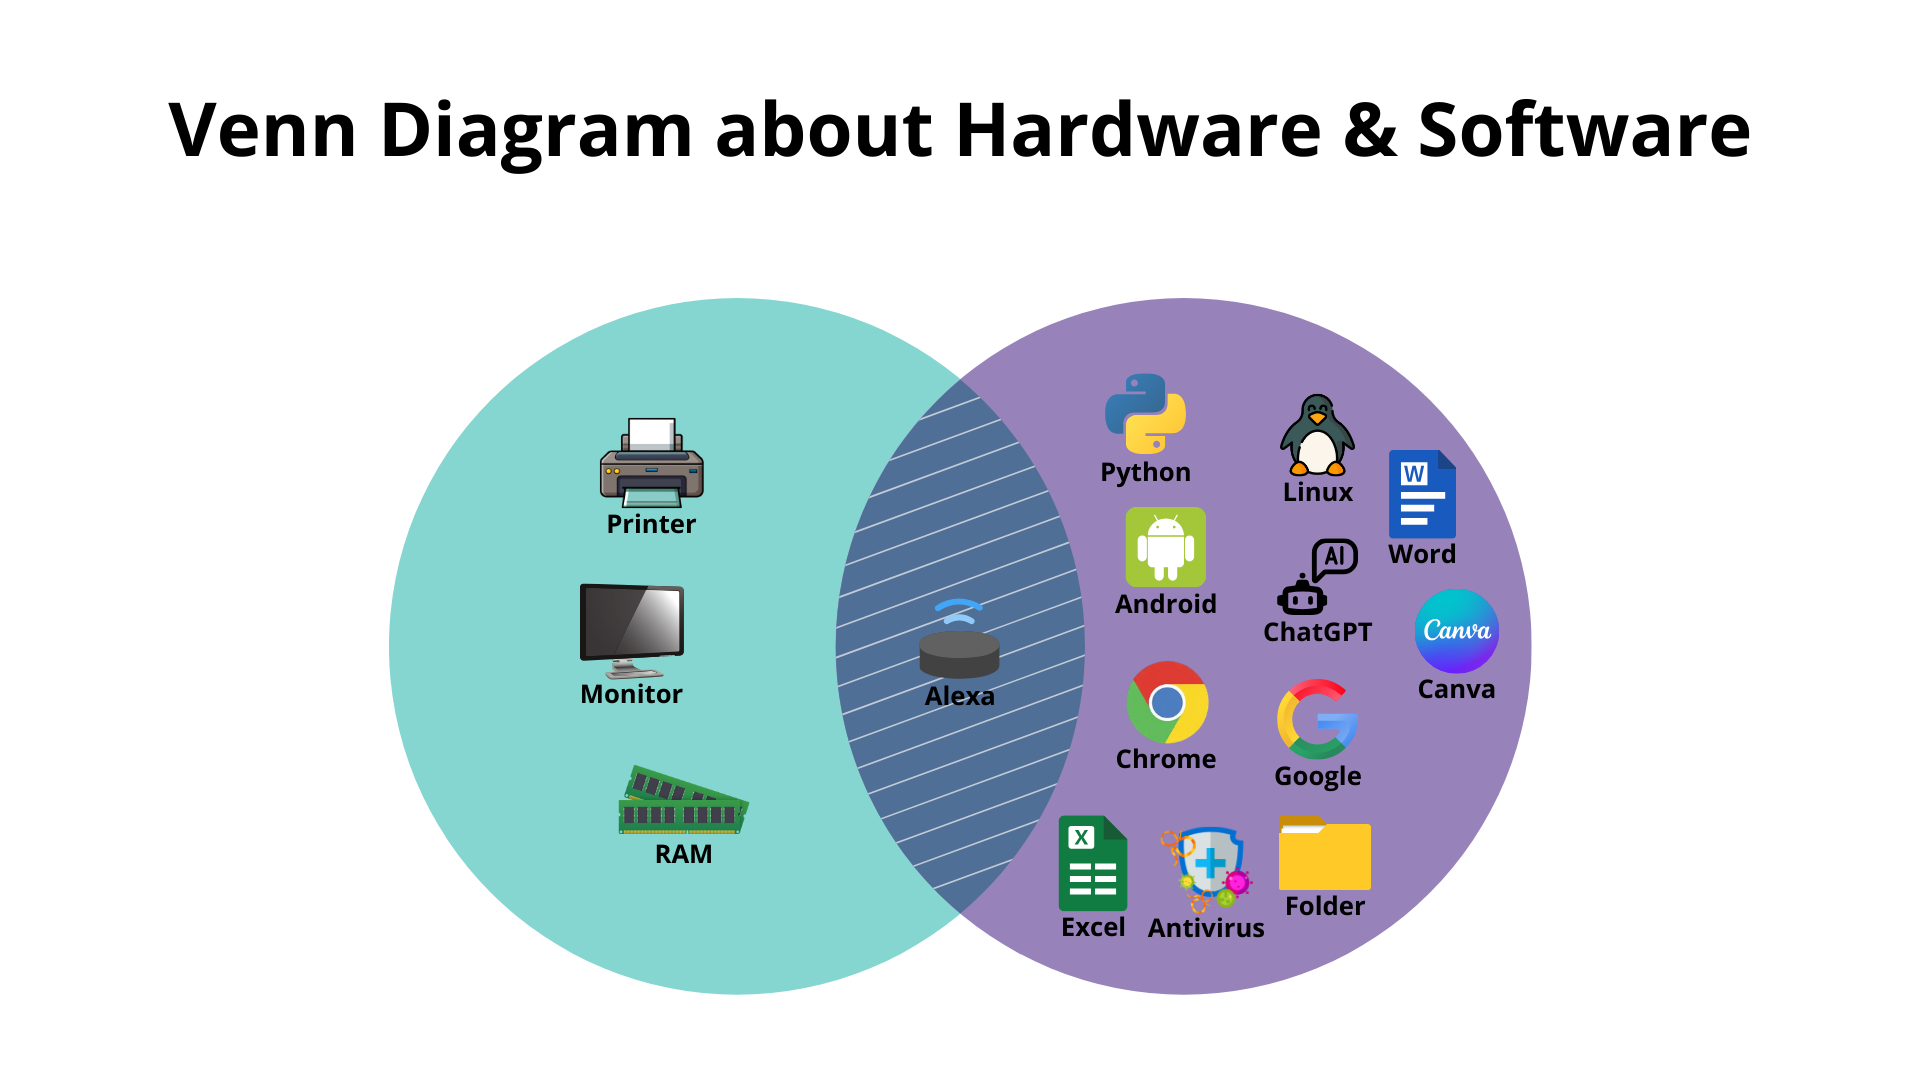 Venn Diagram about Hardware & Software
Printer
Monitor
RAM
Alexa
Python
Linux
W
Word
Android
AI
ChatGPT
Canva
Canva
Chrome
Google
X
Excel
Antivirus
Folder